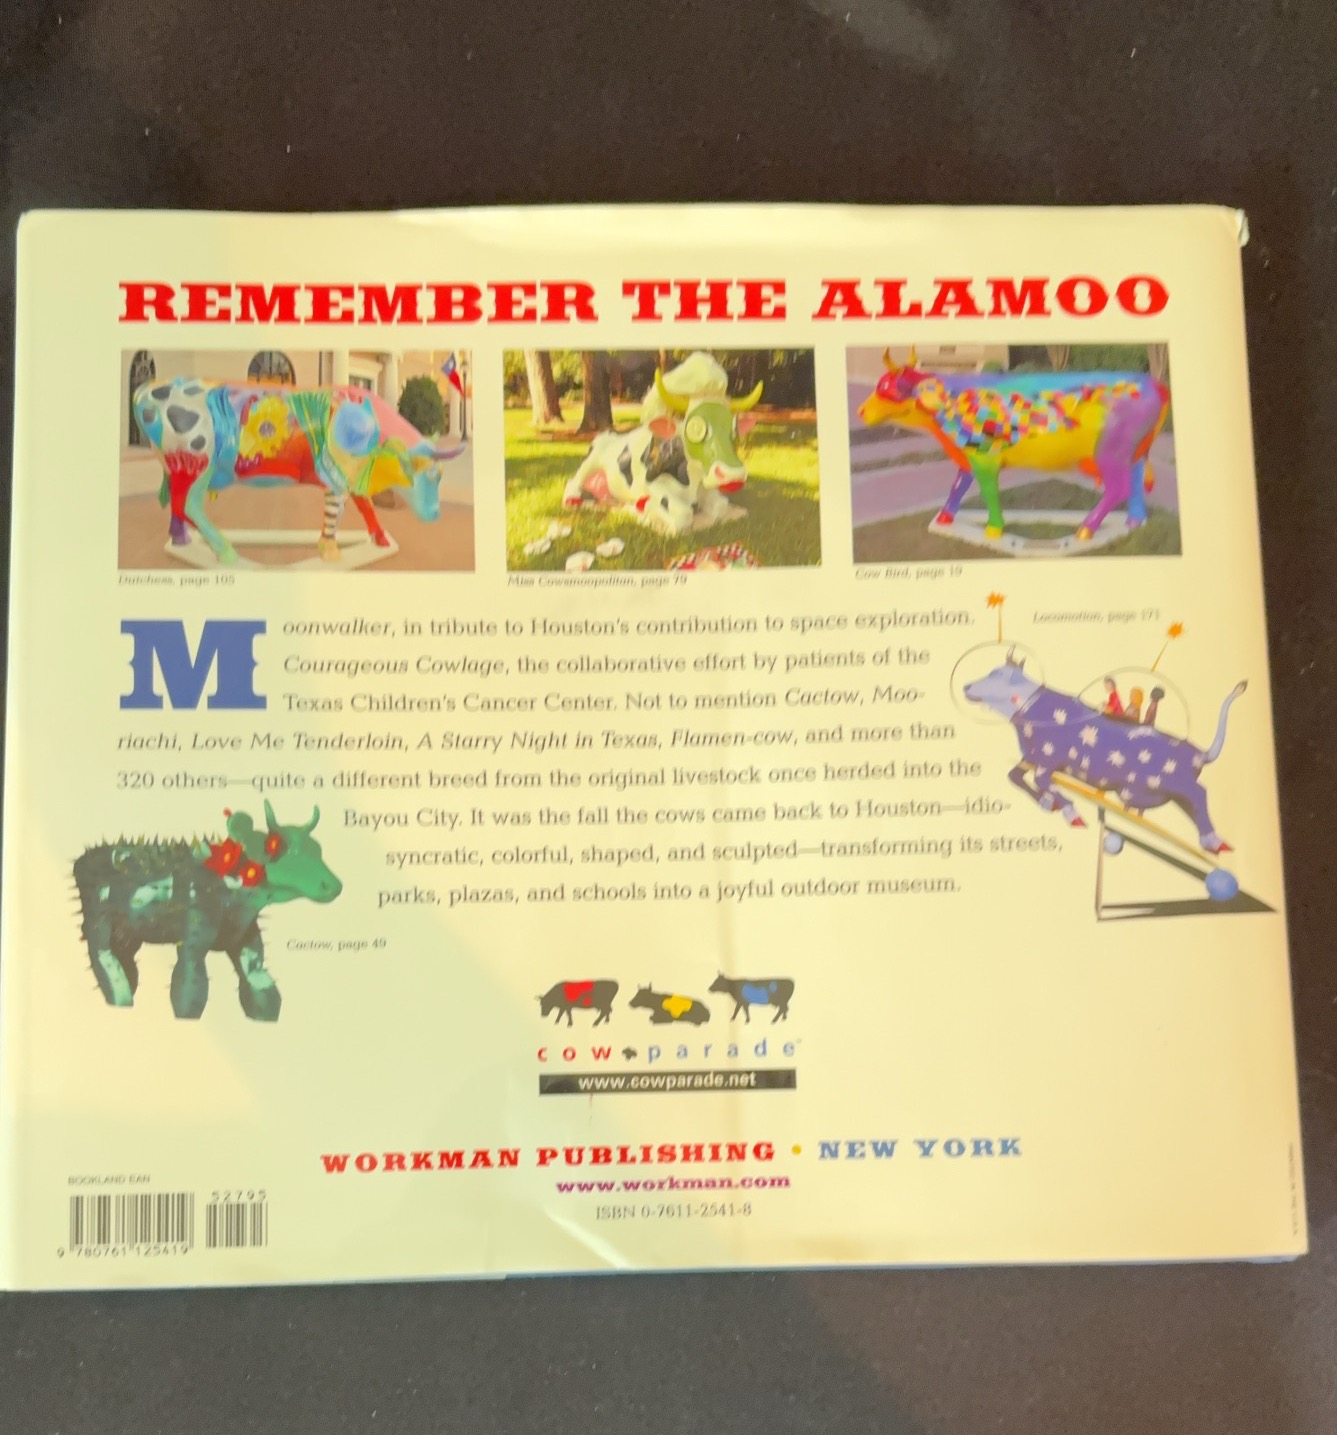 REMEMBER THE ALAMOO
Dutchess, page 105
Miss Cowsmoopolitan, page 79
Cow Bird, page 19
Locomotion, page 171
Moonwalker, in tribute to Houston's contribution to space exploration.
Courageous Cowlage, the collaborative effort by patients of the
Texas Children's Cancer Center. Not to mention Cactow, Moo-
riachi, Love Me Tenderloin, A Starry Night in Texas, Flamen-cow, and more than
320 others—quite a different breed from the original livestock once herded into the
Bayou City. It was the fall the cows came back to Houston—idio-
syncratic, colorful, shaped, and sculpted—transforming its streets,
parks, plazas, and schools into a joyful outdoor museum.
Cactow, page 49
cow parade
www.cowparade.net
WORKMAN PUBLISHING • NEW YORK
www.workman.com
ISBN 0-7611-2541-8
BOOKLAND EAN
52795
9 780761 125419